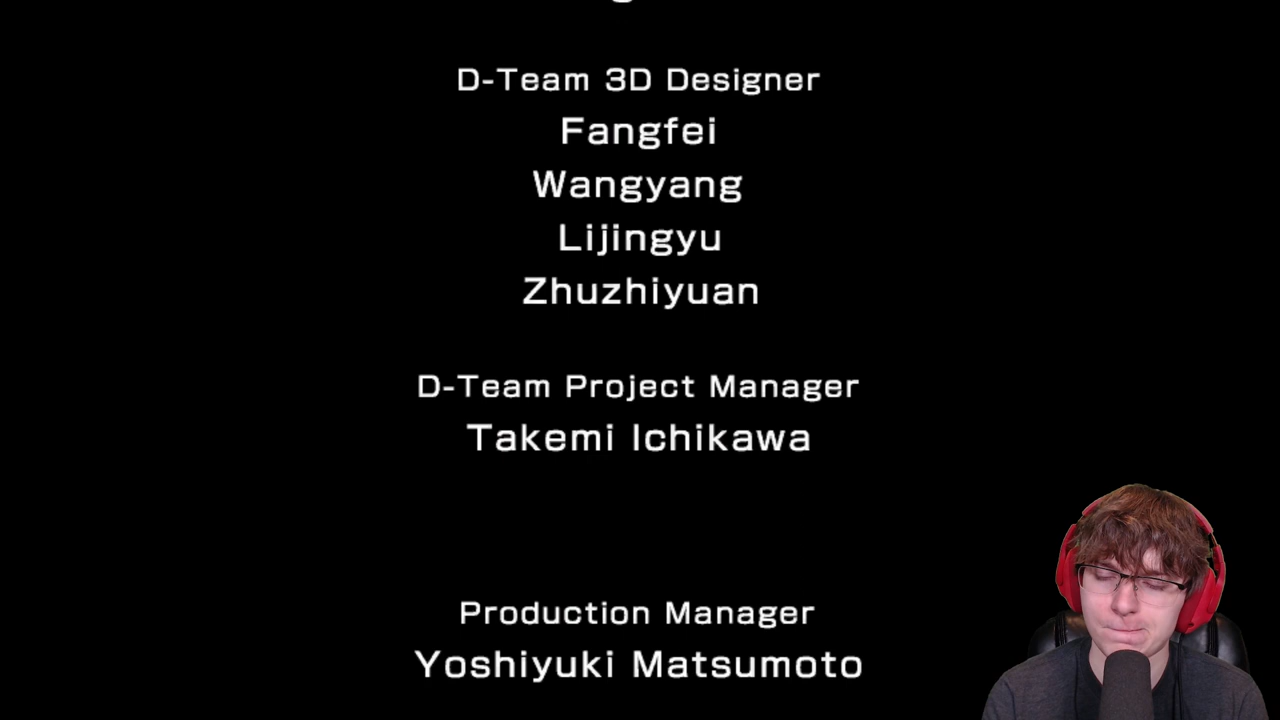 D-Team 3D Designer
Fangfei
Wangyang
Lijingyu
Zhuzhiyuan
D-Team Project Manager
Takemi Ichikawa
Production Manager
Yoshiyuki Matsumoto